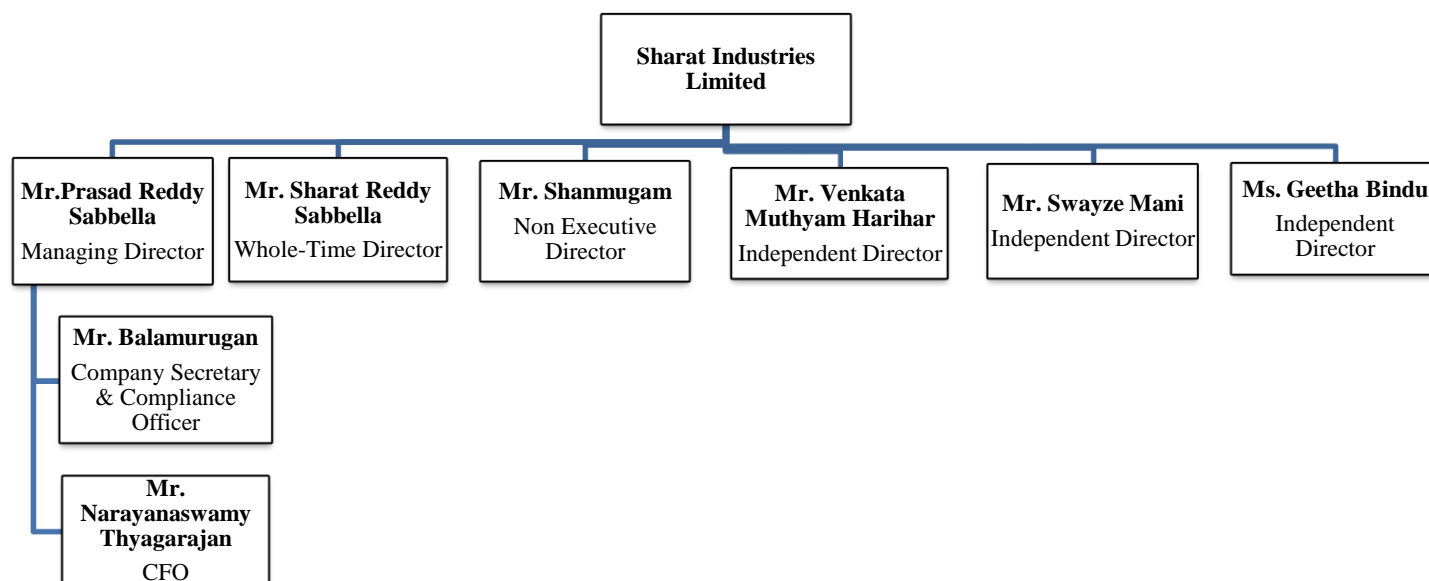 Sharat Industries
Limited
Mr.Prasad Reddy
Sabbella
Managing Director
Mr. Sharat Reddy
Sabbella
Whole-Time Director
Mr. Shanmugam
Non Executive
Director
Mr. Venkata
Muthyam Harihar
Independent Director
Mr. Swayze Mani
Independent Director
Ms. Geetha Bindu
Independent
Director
Mr. Balamurugan
Company Secretary
& Compliance
Officer
Mr.
Narayanaswamy
Thyagarajan
CFO